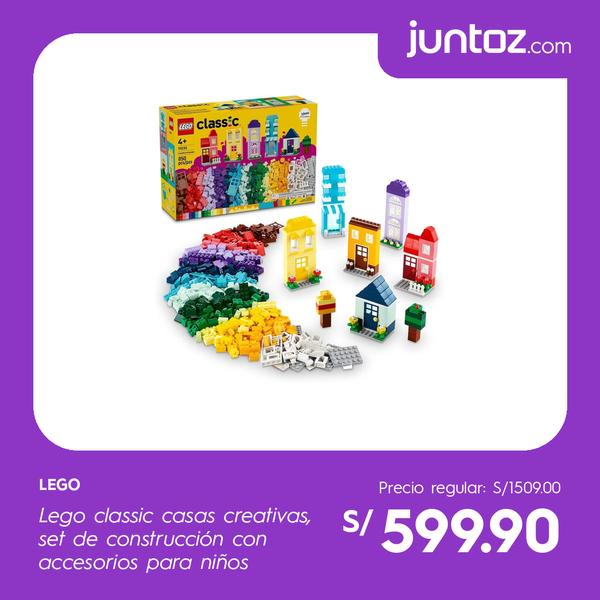 juntoz.com
LEGO classic
4+
850
LEGO
Precio regular: S/1509.00
Lego classic casas creativas,
set de construcción con
accesorios para niños
S/ 599.90